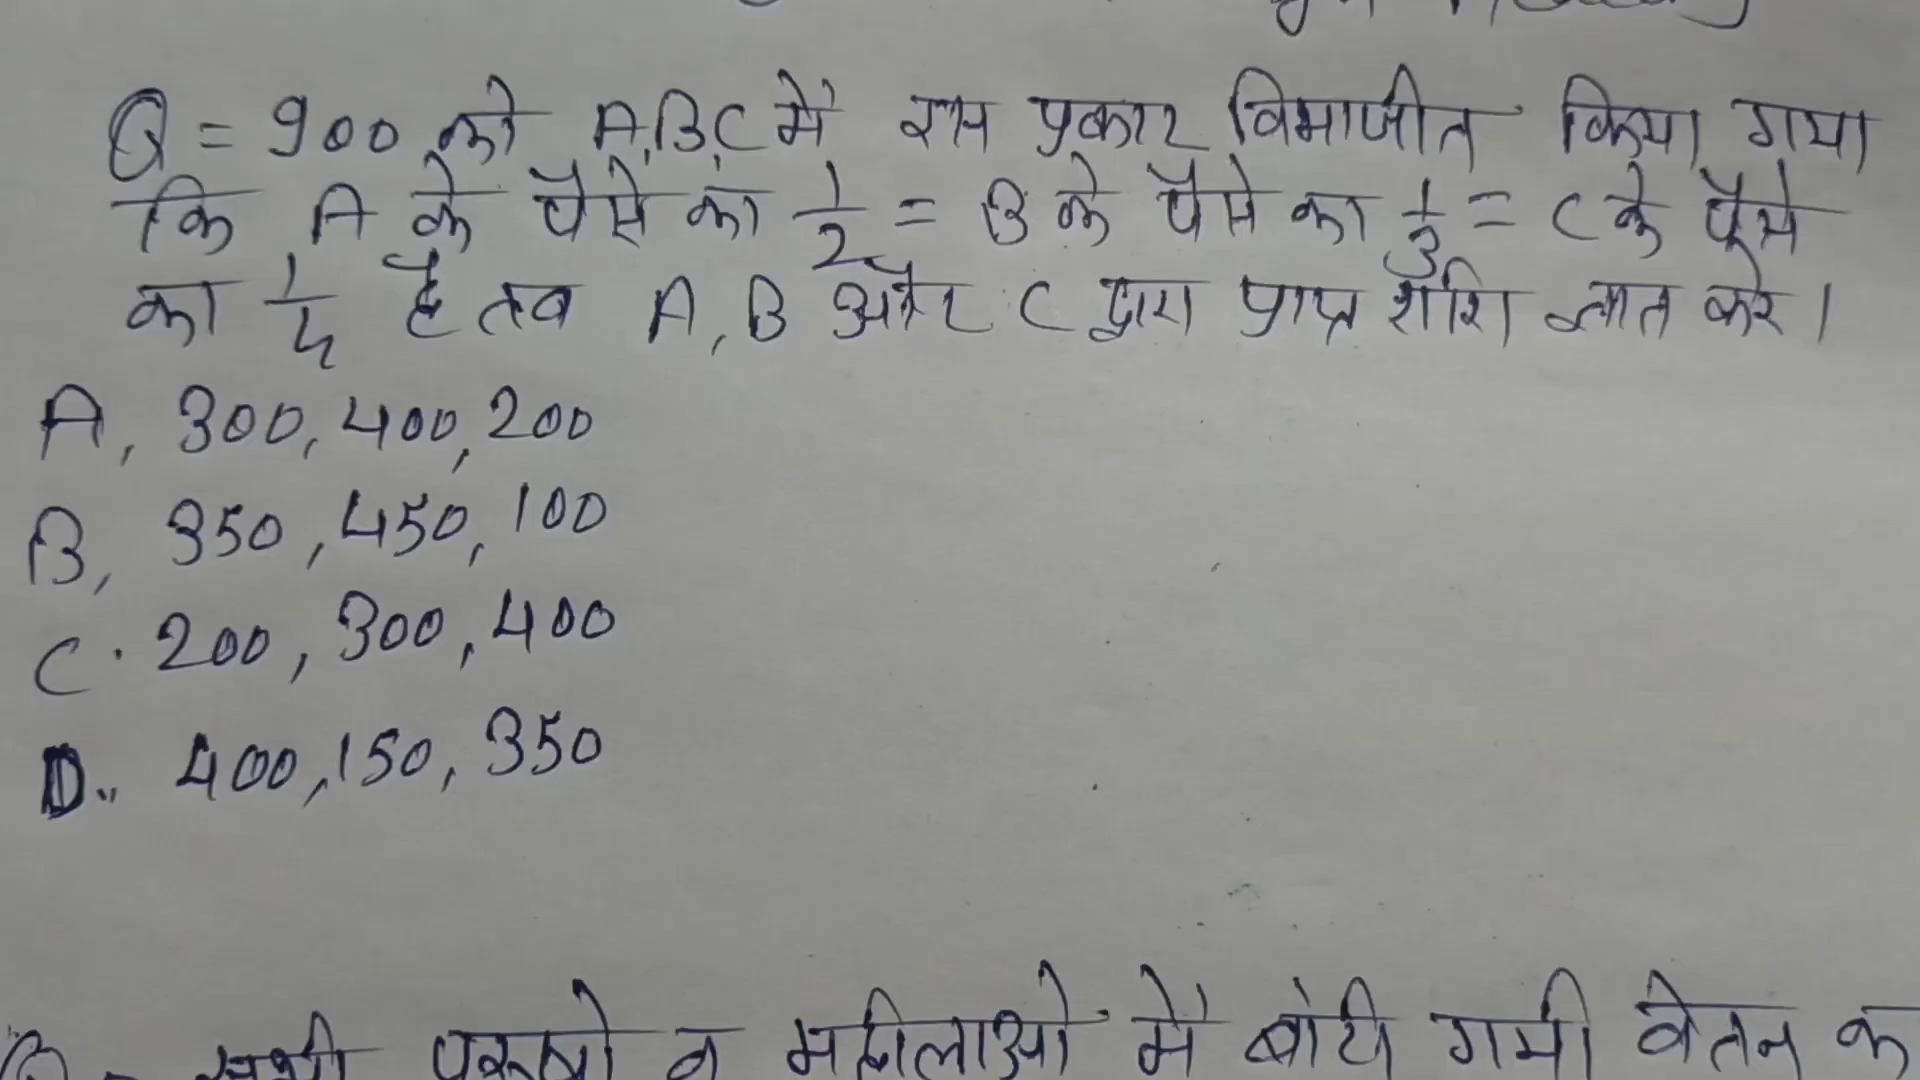 Q = 900 को A,B,C में इस प्रकार विभाजीत किया गया
कि A के पैसे का 1/2 = B के पैसे का 1/3 = C के पैसे
का 1/4 है तब A, B और C द्वारा प्राप्त राशि ज्ञात करे।
A, 300, 400, 200
B, 350, 450, 100
C. 200, 300, 400
D. 400, 150, 350
पुरुषो व महीलाओ में बांटी गयी वेतन